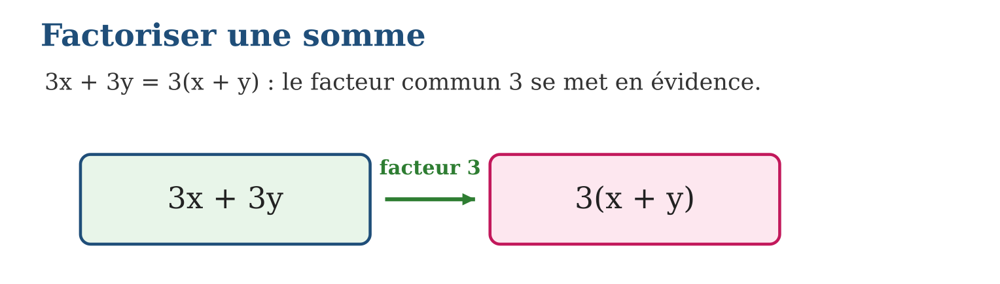 Factoriser une somme
3x + 3y = 3(x + y) : le facteur commun 3 se met en évidence.
facteur 3
3x + 3y
3(x + y)